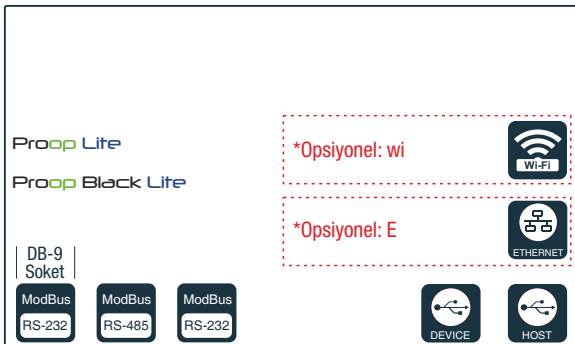 Proop Lite
Proop Black Lite
*Opsiyonel: wi
Wi-Fi
*Opsiyonel: E
ETHERNET
DB-9
Soket
ModBus
RS-232
ModBus
RS-485
ModBus
RS-232
DEVICE
HOST